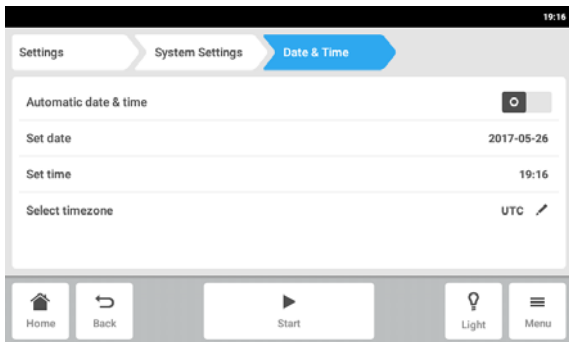 19:16
Settings System Settings Date & Time
Automatic date & time O
Set date 2017-05-26
Set time 19:16
Select timezone UTC
Home Back Start Light Menu